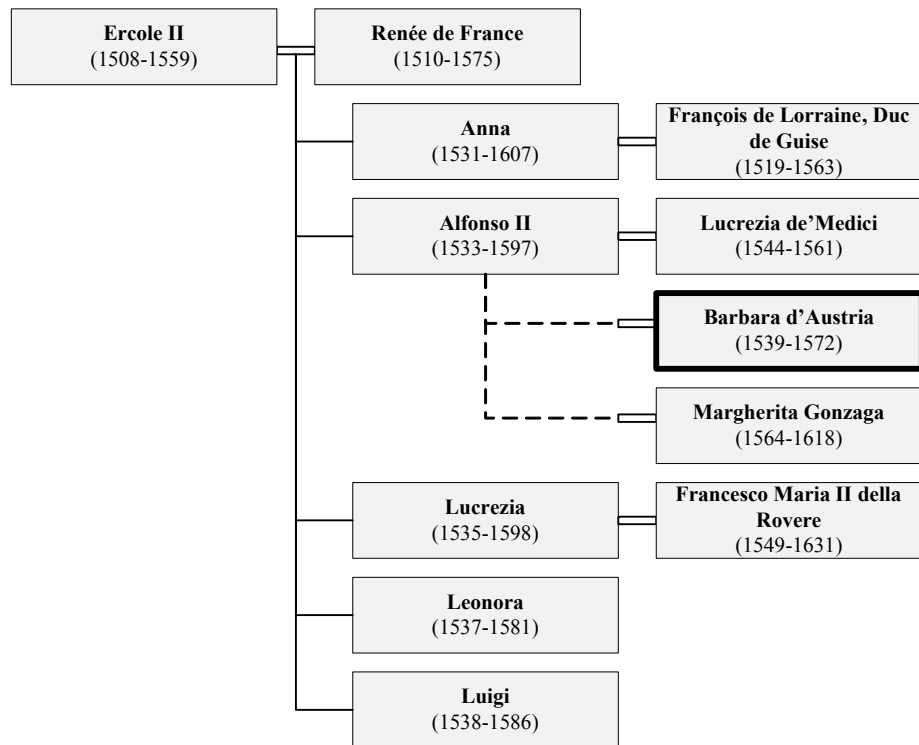 Ercole II
(1508-1559)
Renée de France
(1510-1575)
Anna
(1531-1607)
François de Lorraine, Duc
de Guise
(1519-1563)
Alfonso II
(1533-1597)
Lucrezia de’Medici
(1544-1561)
Barbara d’Austria
(1539-1572)
Margherita Gonzaga
(1564-1618)
Lucrezia
(1535-1598)
Francesco Maria II della
Rovere
(1549-1631)
Leonora
(1537-1581)
Luigi
(1538-1586)